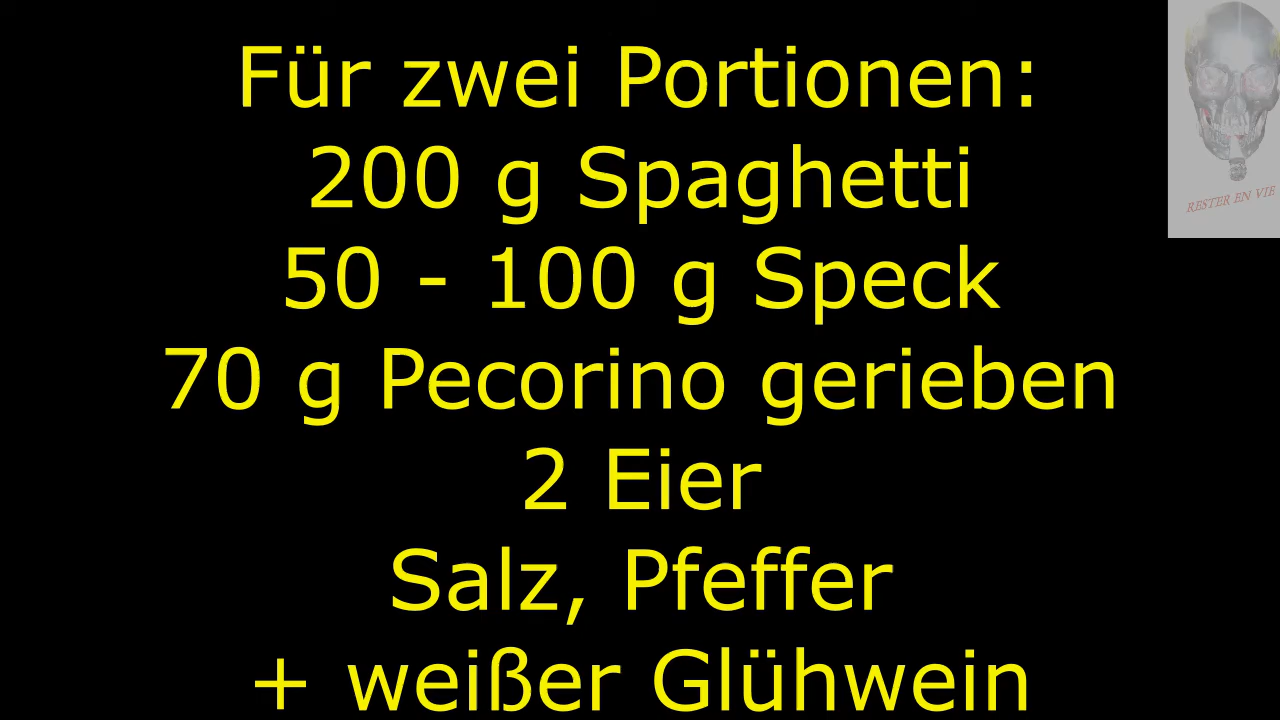 Für zwei Portionen:
200 g Spaghetti
50 - 100 g Speck
70 g Pecorino gerieben
2 Eier
Salz, Pfeffer
+ weißer Glühwein
RESTER EN VIE